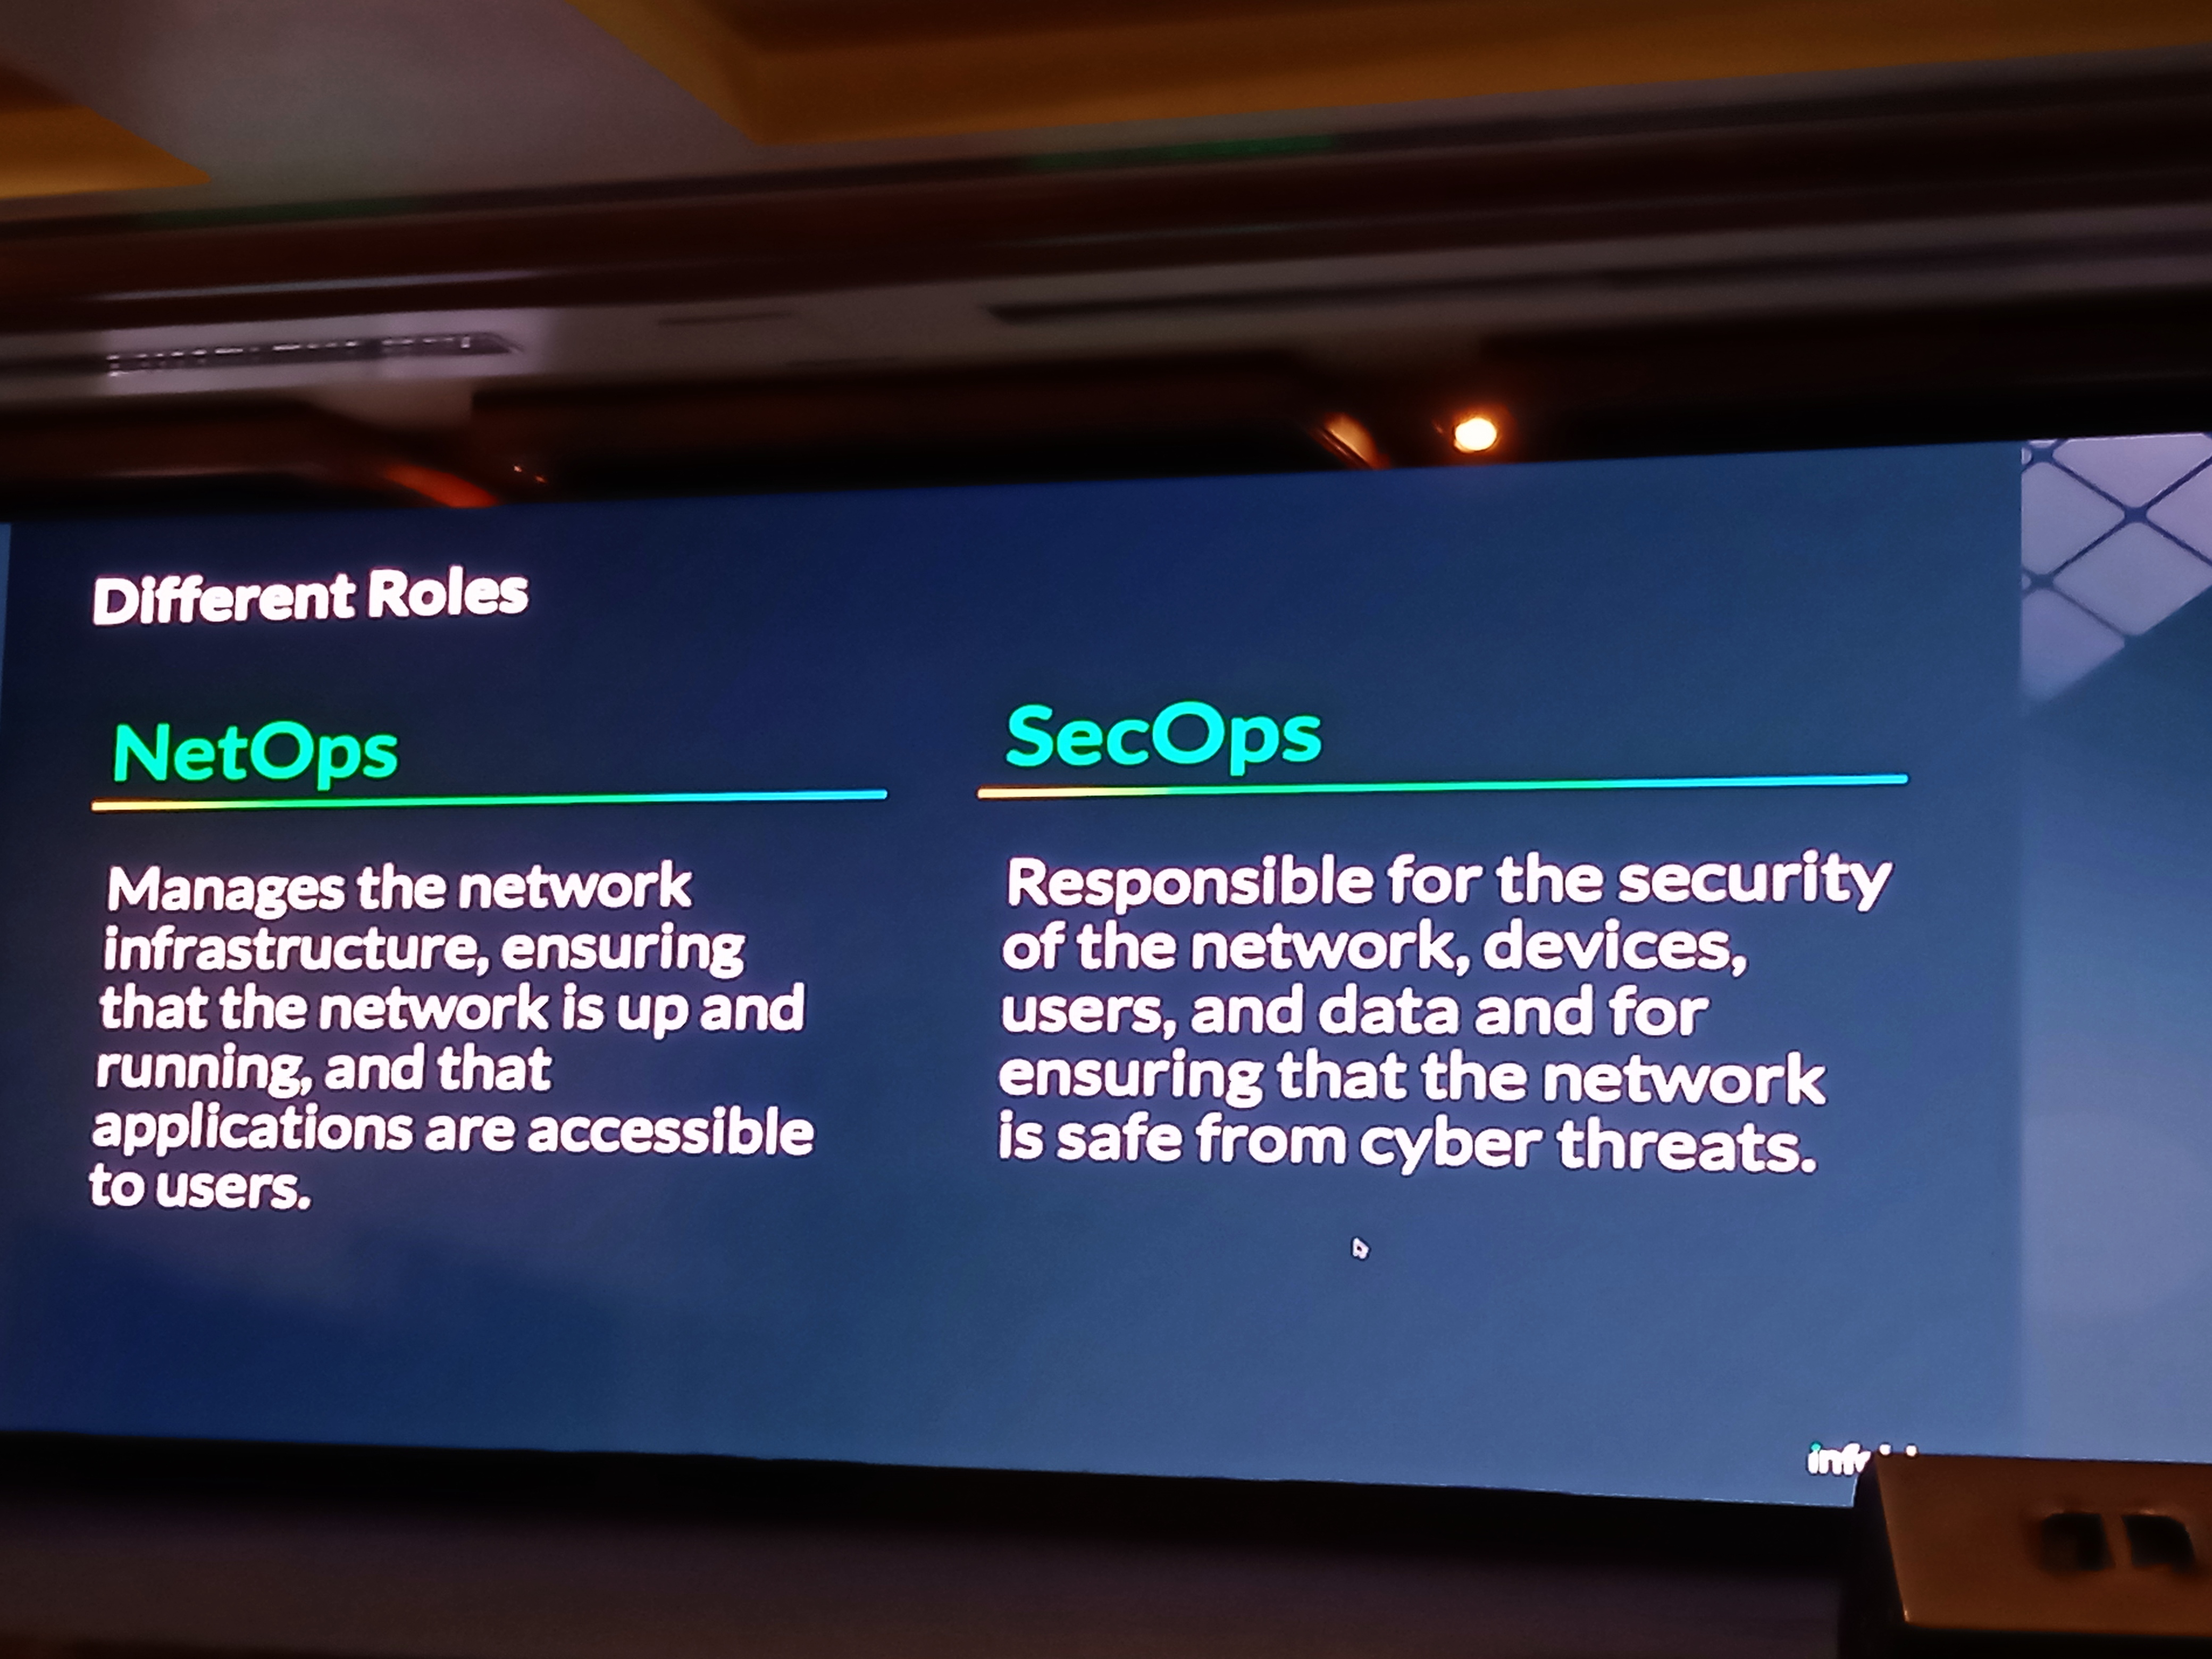 Different Roles
NetOps
Manages the network
infrastructure, ensuring
that the network is up and
running, and that
applications are accessible
to users.
SecOps
Responsible for the security
of the network, devices,
users, and data and for
ensuring that the network
is safe from cyber threats.